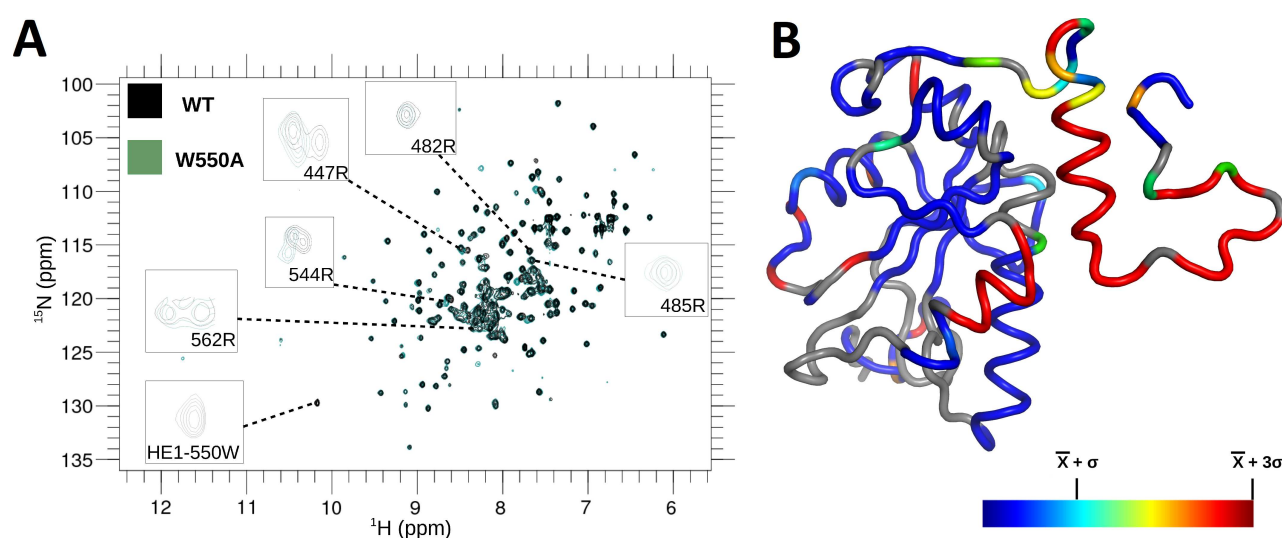 A
B
WT
W550A
447R
482R
544R
485R
562R
HE1-550W
100
105
110
115
120
125
130
135
¹⁵N (ppm)
12
11
10
9
8
7
6
¹H (ppm)
X̅ + σ
X̅ + 3σ